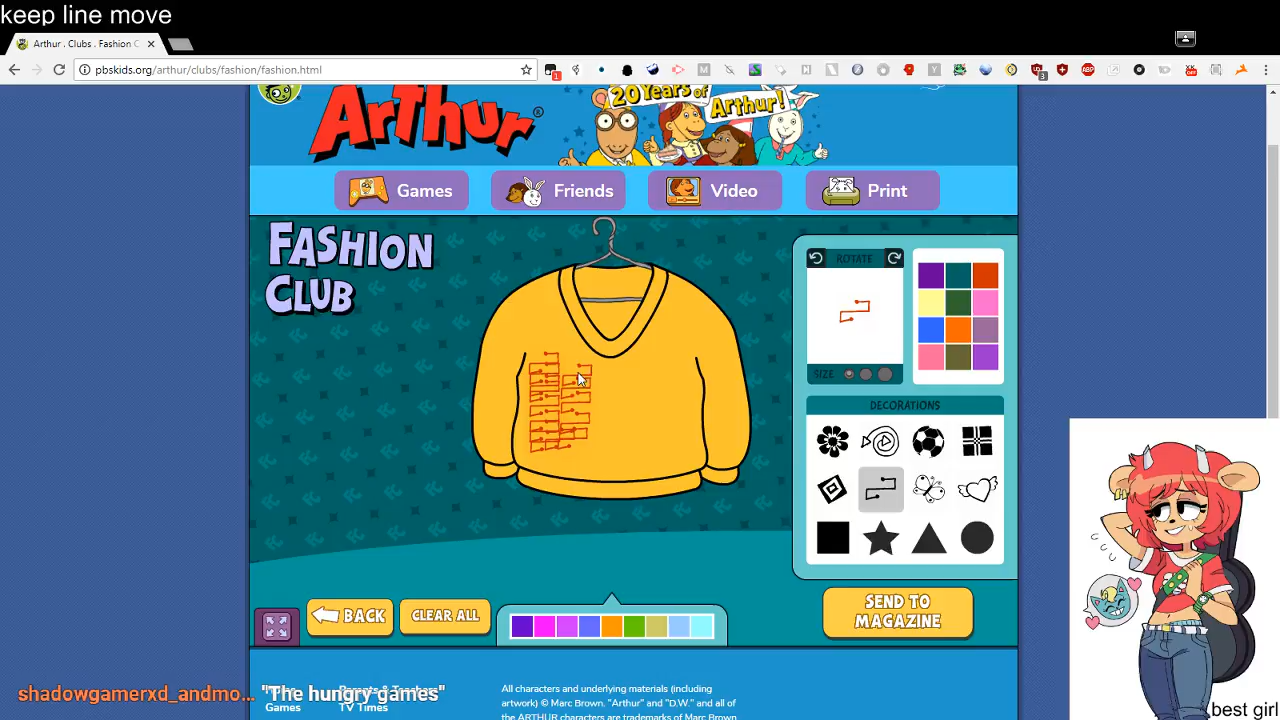 keep line move
Arthur . Clubs . Fashion C
pbskids.org/arthur/clubs/fashion/fashion.html
ARTHUR®
20 Years of Arthur!
Games
Friends
Video
Print
FASHION CLUB
ROTATE
SIZE
DECORATIONS
BACK
CLEAR ALL
SEND TO
MAGAZINE
shadowgamerxd_andmo... "The hungry games"
Games
TV Times
All characters and underlying materials (including
artwork) © Marc Brown. "Arthur" and "D.W." and all of
the ARTHUR characters are trademarks of Marc Brown
best girl